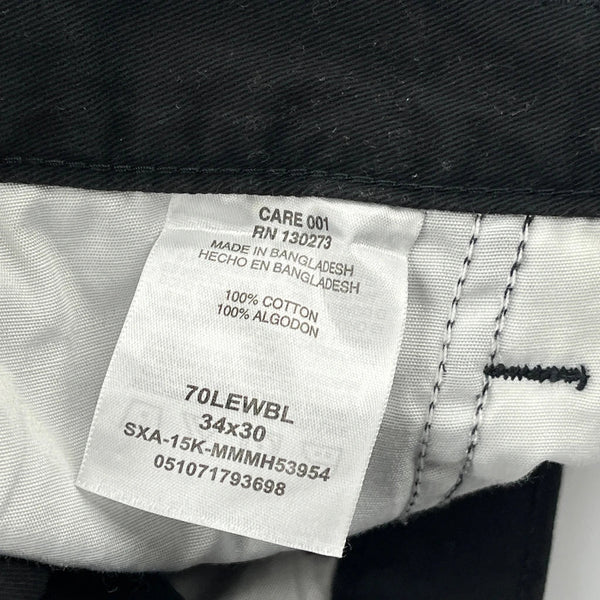 CARE 001
RN 130273
MADE IN BANGLADESH
HECHO EN BANGLADESH
100% COTTON
100% ALGODON
70LEWBL
34x30
SXA-15K-MMMH53954
051071793698